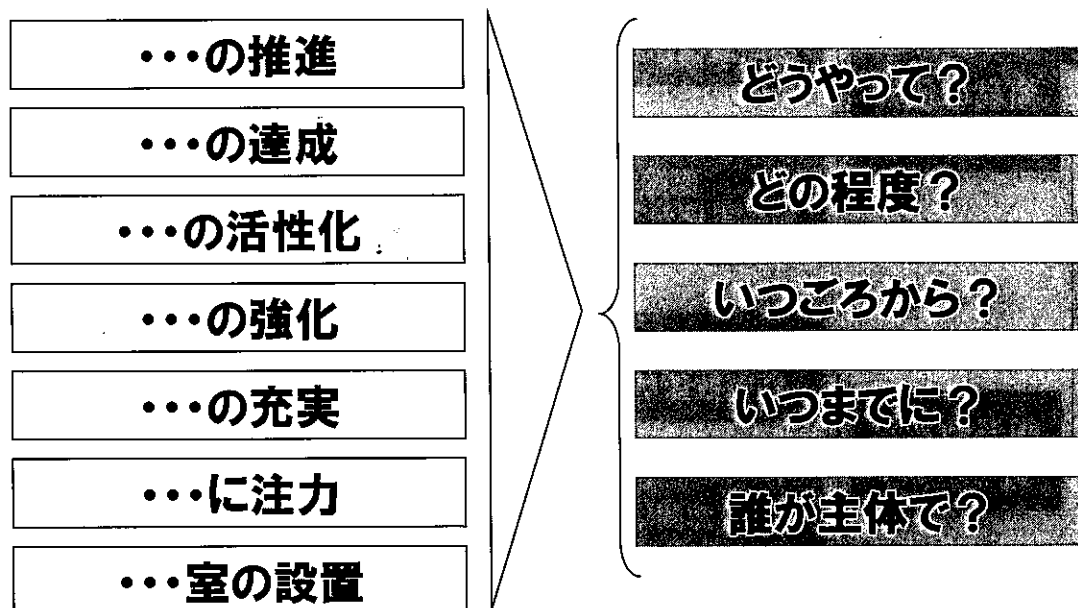 ・・・の推進
・・・の達成
・・・の活性化
・・・の強化
・・・の充実
・・・に注力
・・・室の設置
どうやって？
どの程度？
いつごろから？
いつまでに？
誰が主体で？